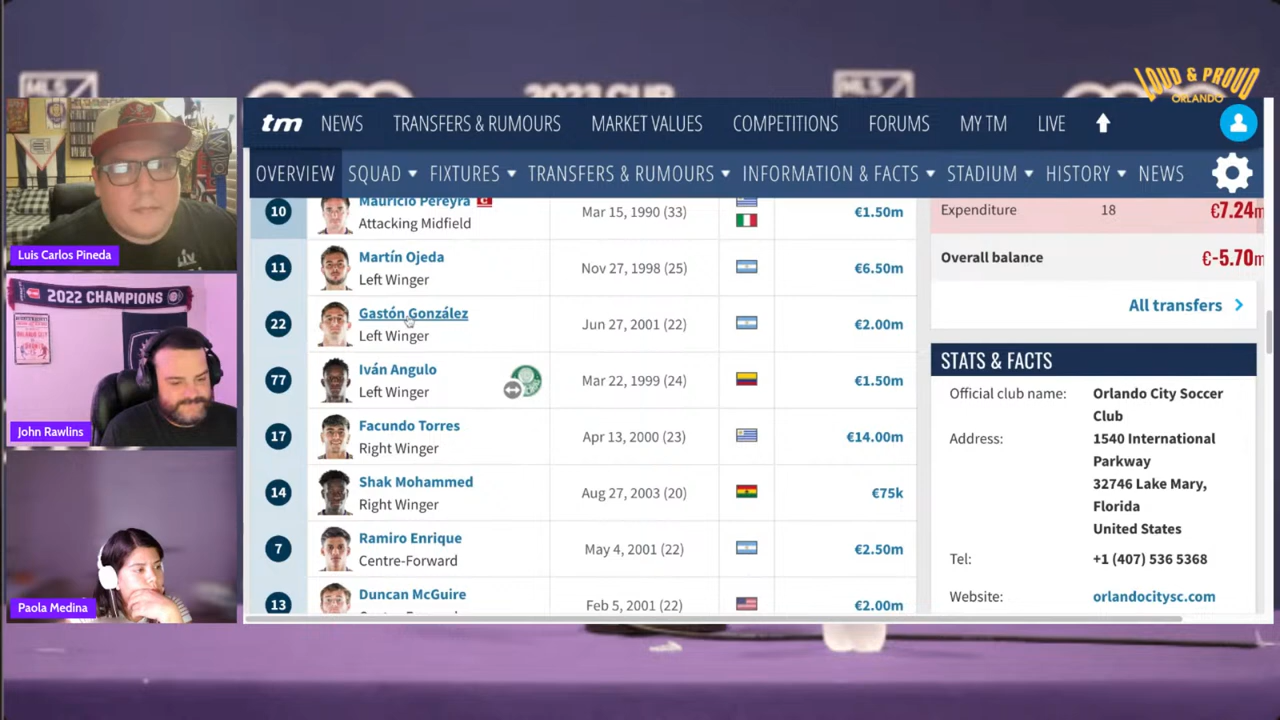 MLS
2023 CUP
MLS
LOUD & PROUD
ORLANDO
tm NEWS TRANSFERS & RUMOURS MARKET VALUES COMPETITIONS FORUMS MY TM LIVE
OVERVIEW SQUAD FIXTURES TRANSFERS & RUMOURS INFORMATION & FACTS STADIUM HISTORY NEWS
10 Mauricio Pereyra C
Attacking Midfield
Mar 15, 1990 (33) €1.50m
11 Martín Ojeda
Left Winger
Nov 27, 1998 (25) €6.50m
22 Gastón González
Left Winger
Jun 27, 2001 (22) €2.00m
77 Iván Angulo
Left Winger
Mar 22, 1999 (24) €1.50m
17 Facundo Torres
Right Winger
Apr 13, 2000 (23) €14.00m
14 Shak Mohammed
Right Winger
Aug 27, 2003 (20) €75k
7 Ramiro Enrique
Centre-Forward
May 4, 2001 (22) €2.50m
13 Duncan McGuire
Feb 5, 2001 (22) €2.00m
Expenditure 18 €7.24m
Overall balance €-5.70m
All transfers
STATS & FACTS
Official club name: Orlando City Soccer
Club
Address: 1540 International
Parkway
32746 Lake Mary,
Florida
United States
Tel: +1 (407) 536 5368
Website: orlandocitysc.com
Luis Carlos Pineda
2022 CHAMPIONS
John Rawlins
Paola Medina